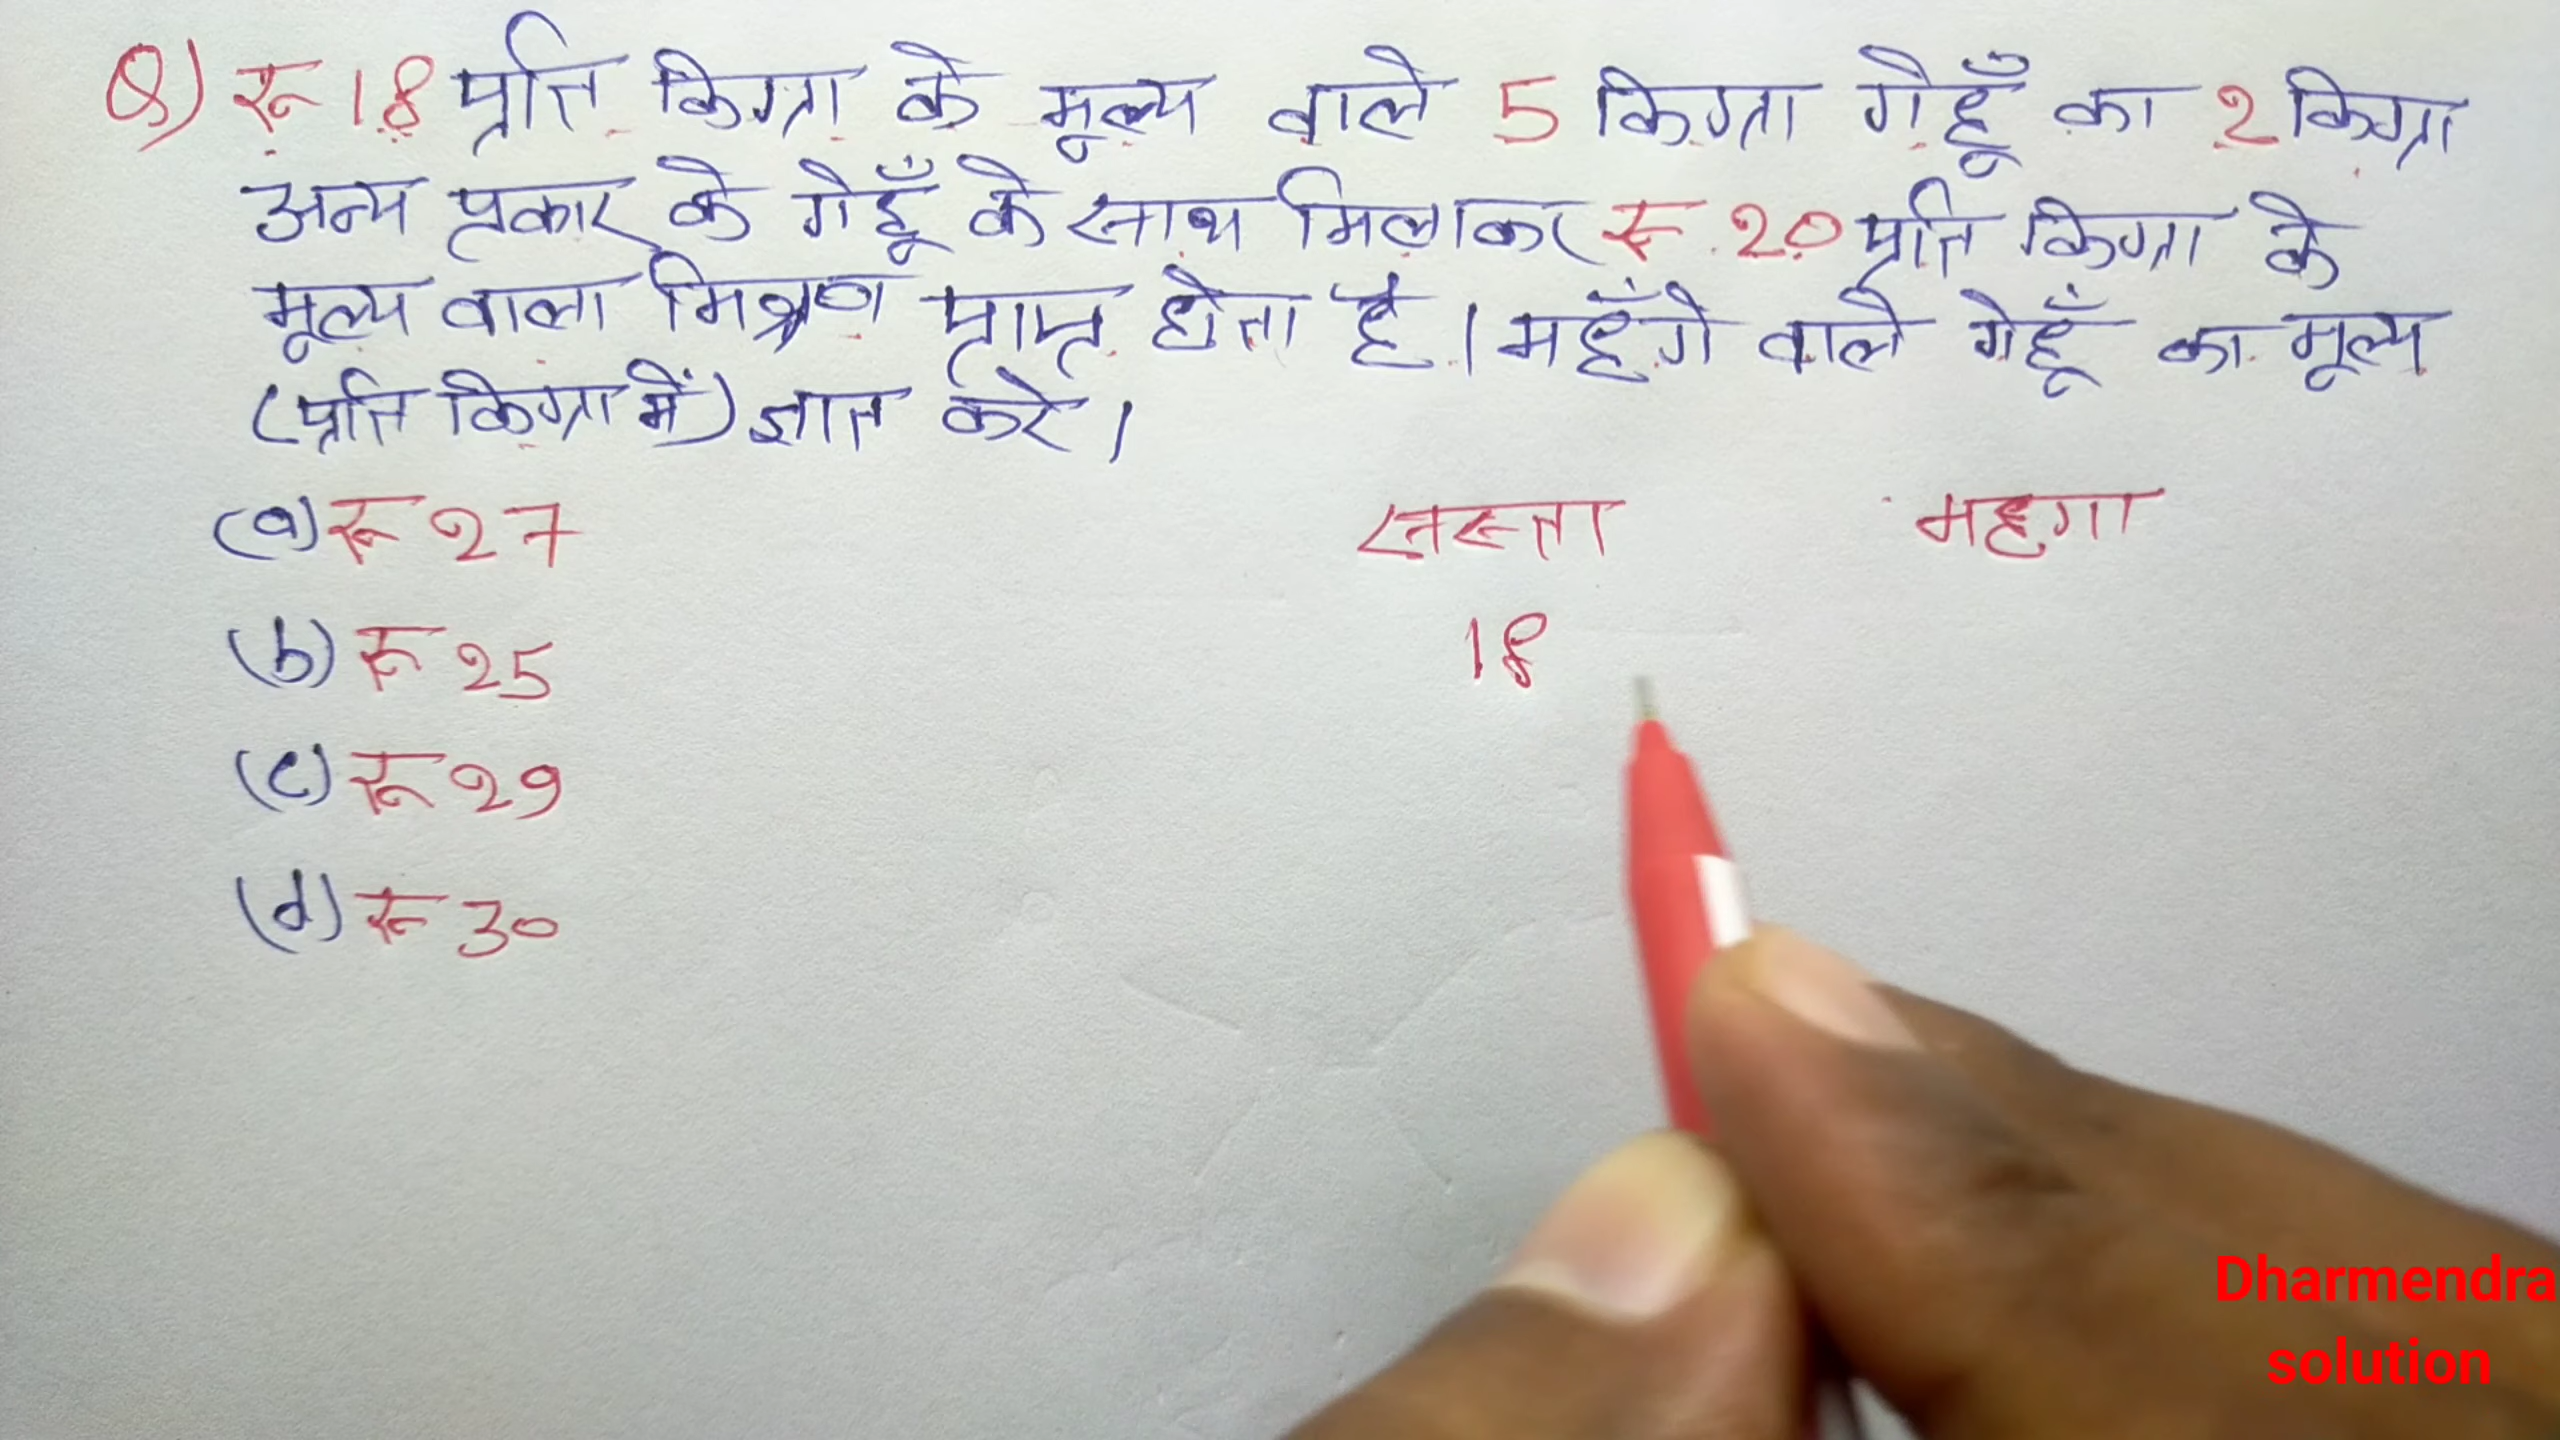 Q) रू 18 प्रति किग्रा के मूल्य वाले 5 किग्रा गेहूँ का 2 किग्रा
अन्य प्रकार के गेहूँ के साथ मिलाकर रू. 20 प्रति किग्रा के
मूल्य वाला मिश्रण प्राप्त होता है। महँगे वाले गेहूँ का मूल्य
(प्रति किग्रा में) ज्ञात करे।
(a) रू 27
सस्ता महगा
(b) रू 25
18
(c) रू 29
(d) रू 30
Dharmendra
solution